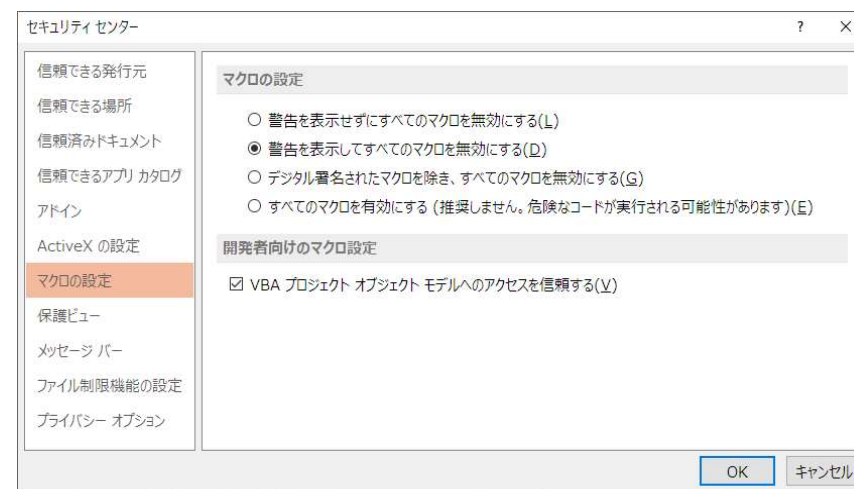 セキュリティ センター
? ×
信頼できる発行元
信頼できる場所
信頼済みドキュメント
信頼できるアプリ カタログ
アドイン
ActiveX の設定
マクロの設定
保護ビュー
メッセージ バー
ファイル制限機能の設定
プライバシー オプション
マクロの設定
警告を表示せずにすべてのマクロを無効にする(L)
警告を表示してすべてのマクロを無効にする(D)
デジタル署名されたマクロを除き、すべてのマクロを無効にする(G)
すべてのマクロを有効にする (推奨しません。危険なコードが実行される可能性があります)(E)
開発者向けのマクロ設定
VBA プロジェクト オブジェクト モデルへのアクセスを信頼する(V)
OK
キャンセル